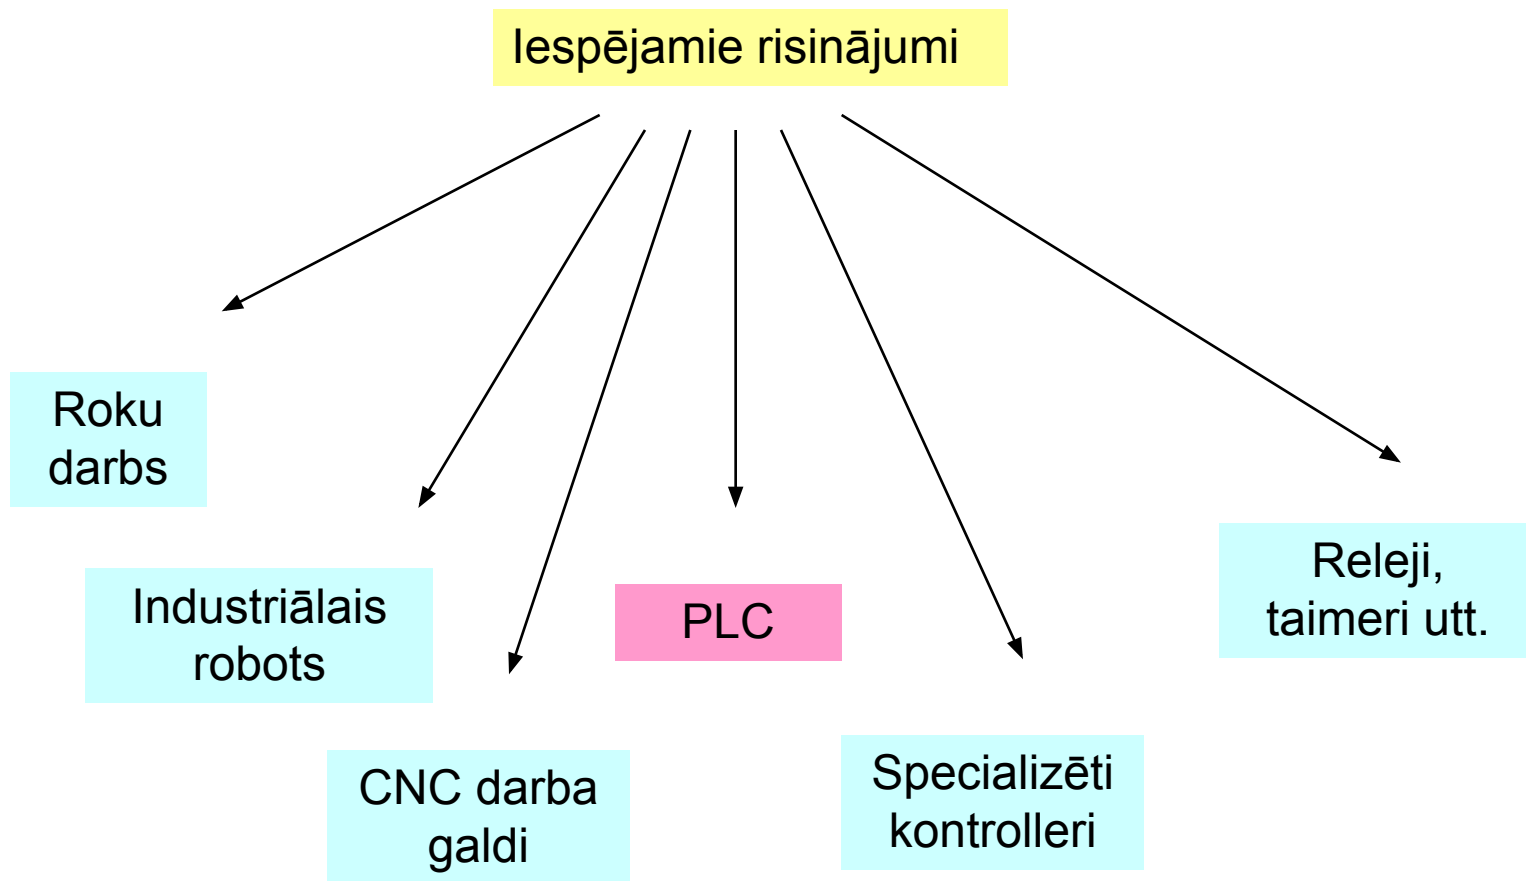 Iespējamie risinājumi
Roku
darbs
Industriālais
robots
CNC darba
galdi
PLC
Specializēti
kontrolleri
Releji,
taimeri utt.